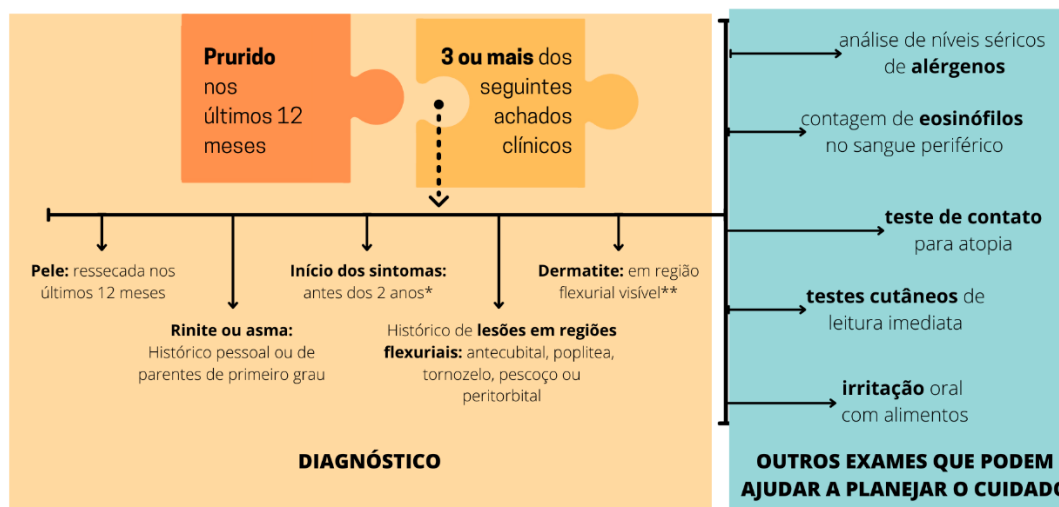 Prurido
nos
últimos 12
meses
3 ou mais dos
seguintes
achados
clínicos
Pele: ressecada nos
últimos 12 meses
Rinite ou asma:
Histórico pessoal ou de
parentes de primeiro grau
Início dos sintomas:
antes dos 2 anos*
Histórico de lesões em regiões
flexuriais: antecubital, poplitea,
tornozelo, pescoço ou
peritorbital
Dermatite: em região
flexurial visível**
DIAGNÓSTICO
análise de níveis séricos
de alérgenos
contagem de eosinófilos
no sangue periférico
teste de contato
para atopia
testes cutâneos de
leitura imediata
irritação oral
com alimentos
OUTROS EXAMES QUE PODEM
AJUDAR A PLANEJAR O CUIDADO